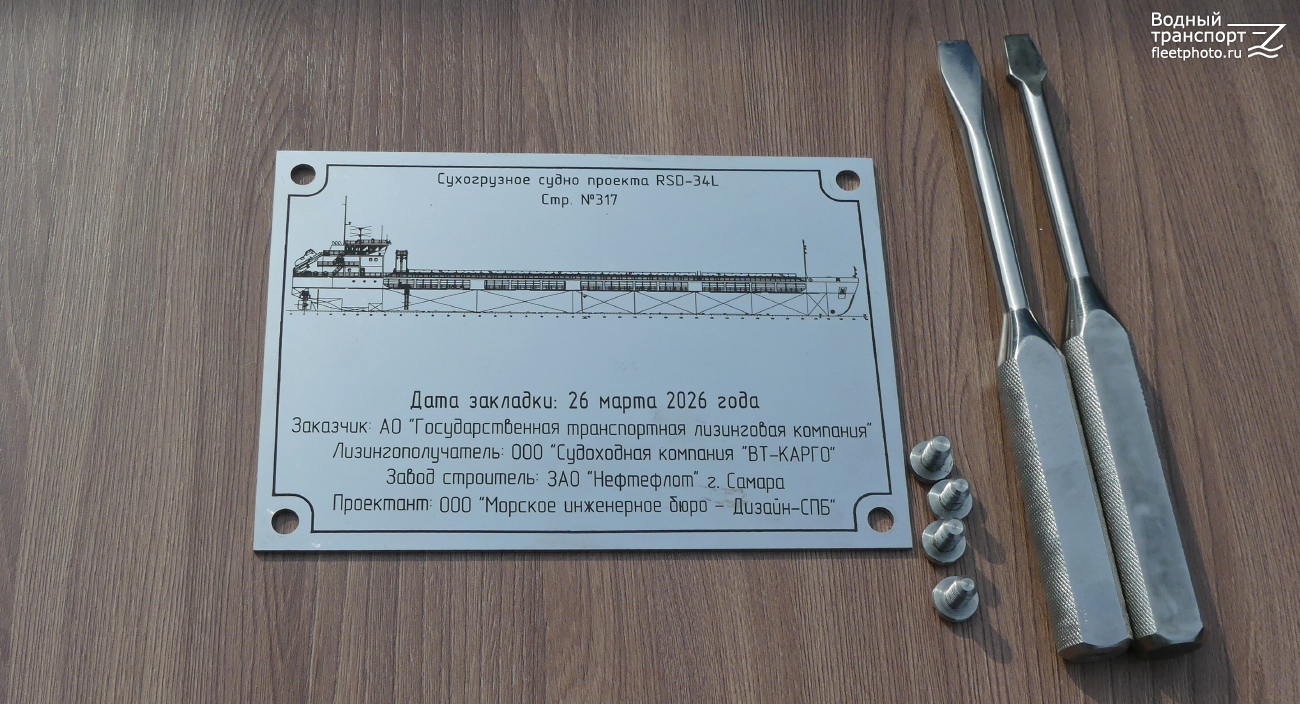 Водный
транспорт
fleetphoto.ru
Сухогрузное судно проекта RSD-34L
Стр. №317
Дата закладки: 26 марта 2026 года
Заказчик: АО "Государственная транспортная лизинговая компания"
Лизингополучатель: ООО "Судоходная компания "ВТ-КАРГО"
Завод строитель: ЗАО "Нефтефлот" г. Самара
Проектант: ООО "Морское инженерное бюро - Дизайн-СПБ"